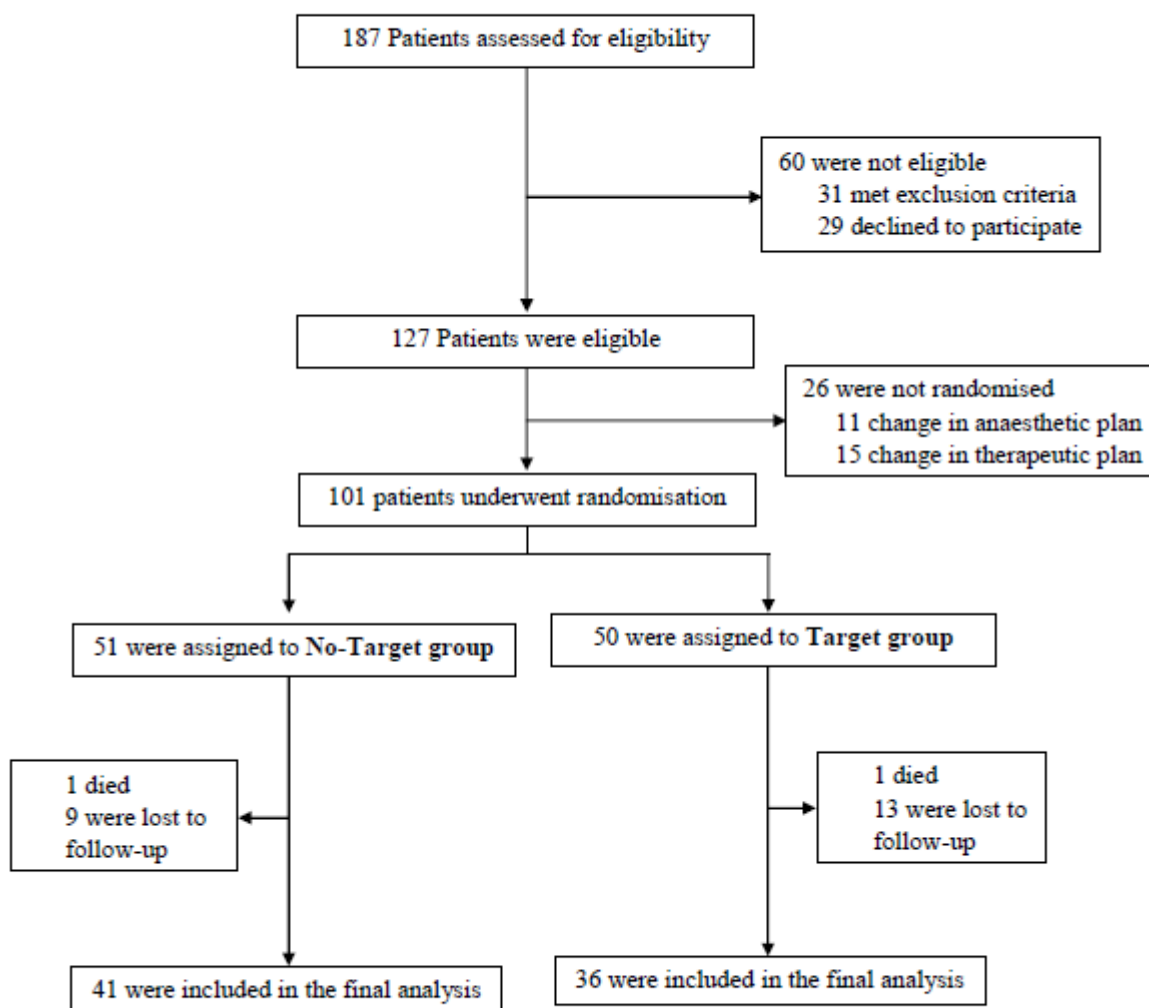 187 Patients assessed for eligibility
60 were not eligible
31 met exclusion criteria
29 declined to participate
127 Patients were eligible
26 were not randomised
11 change in anaesthetic plan
15 change in therapeutic plan
101 patients underwent randomisation
51 were assigned to No-Target group
50 were assigned to Target group
1 died
9 were lost to
follow-up
1 died
13 were lost to
follow-up
41 were included in the final analysis
36 were included in the final analysis